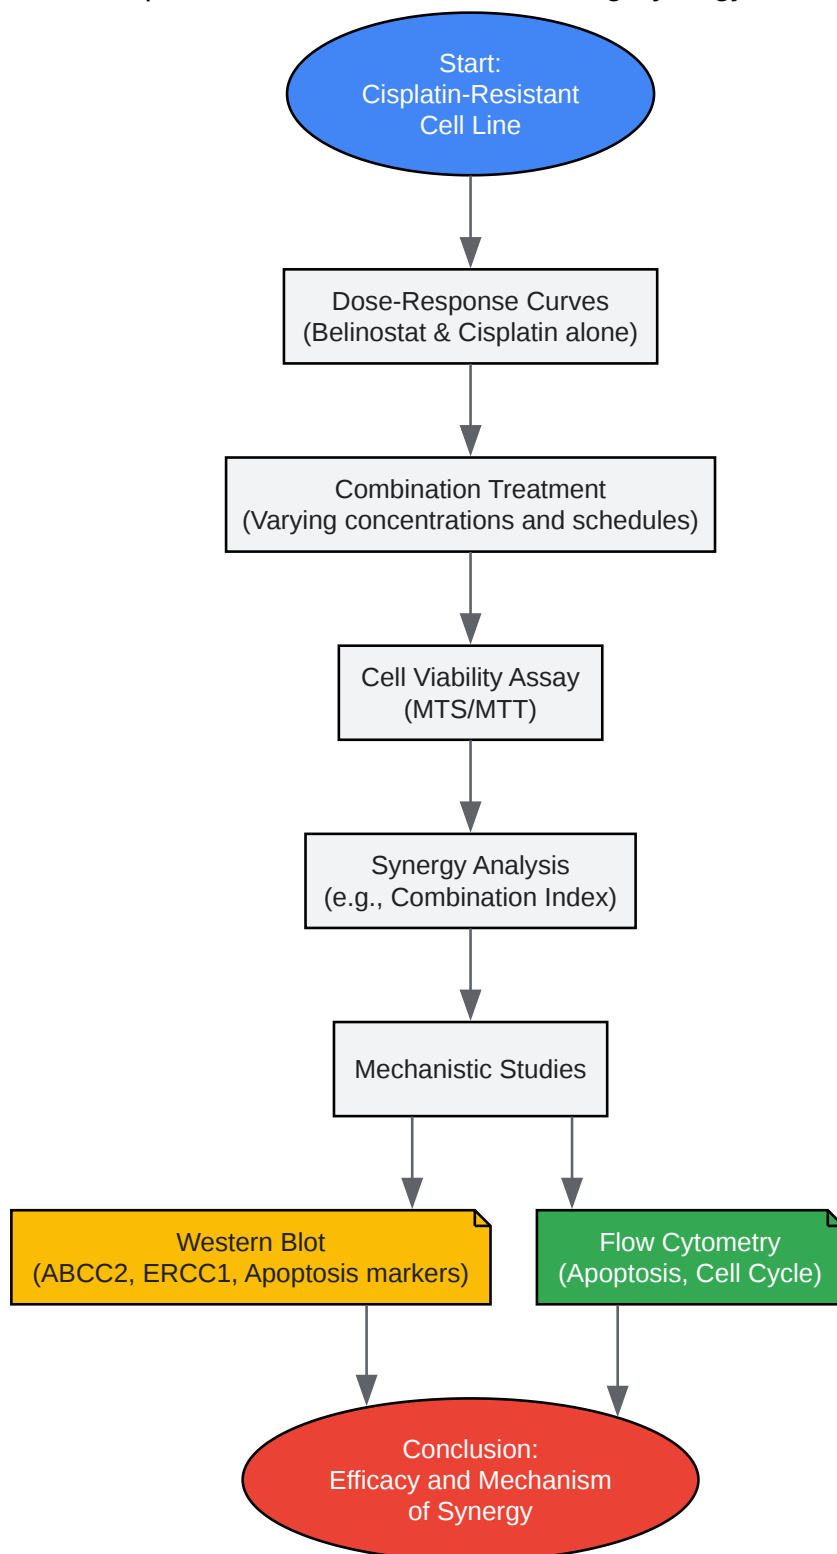 Start:
Cisplatin-Resistant
Cell Line
Dose-Response Curves
(Belinostat & Cisplatin alone)
Combination Treatment
(Varying concentrations and schedules)
Cell Viability Assay
(MTS/MTT)
Synergy Analysis
(e.g., Combination Index)
Mechanistic Studies
Western Blot
(ABCC2, ERCC1, Apoptosis markers)
Flow Cytometry
(Apoptosis, Cell Cycle)
Conclusion:
Efficacy and Mechanism
of Synergy